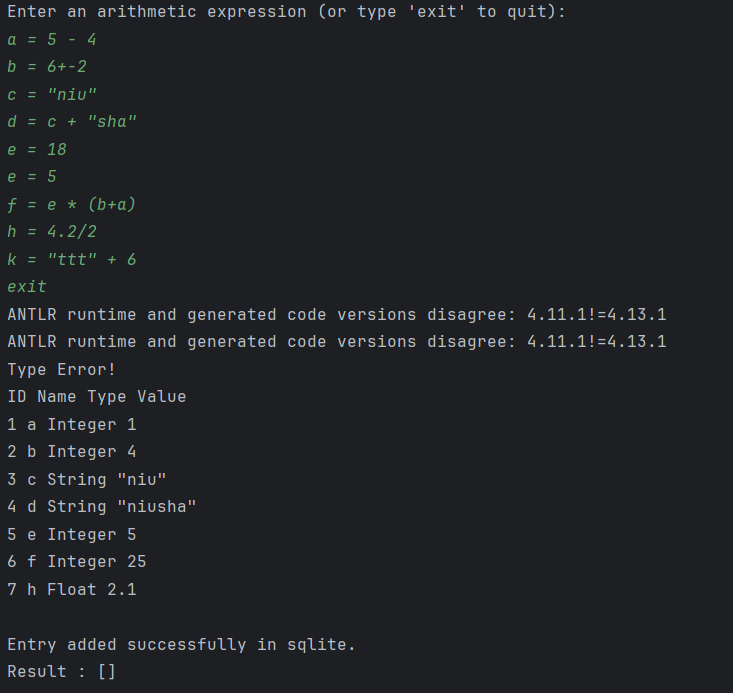 Enter an arithmetic expression (or type 'exit' to quit):
a = 5 - 4
b = 6+-2
c = "niu"
d = c + "sha"
e = 18
e = 5
f = e * (b+a)
h = 4.2/2
k = "ttt" + 6
exit
ANTLR runtime and generated code versions disagree: 4.11.1!=4.13.1
ANTLR runtime and generated code versions disagree: 4.11.1!=4.13.1
Type Error!
ID Name Type Value
1 a Integer 1
2 b Integer 4
3 c String "niu"
4 d String "niusha"
5 e Integer 5
6 f Integer 25
7 h Float 2.1
Entry added successfully in sqlite.
Result : []